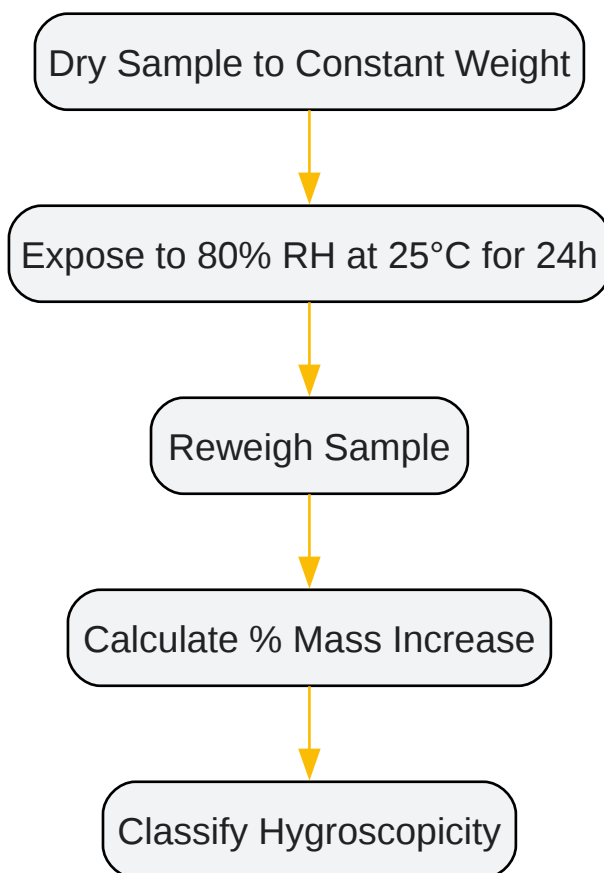 Dry Sample to Constant Weight
Expose to 80% RH at 25°C for 24h
Reweigh Sample
Calculate % Mass Increase
Classify Hygroscopicity